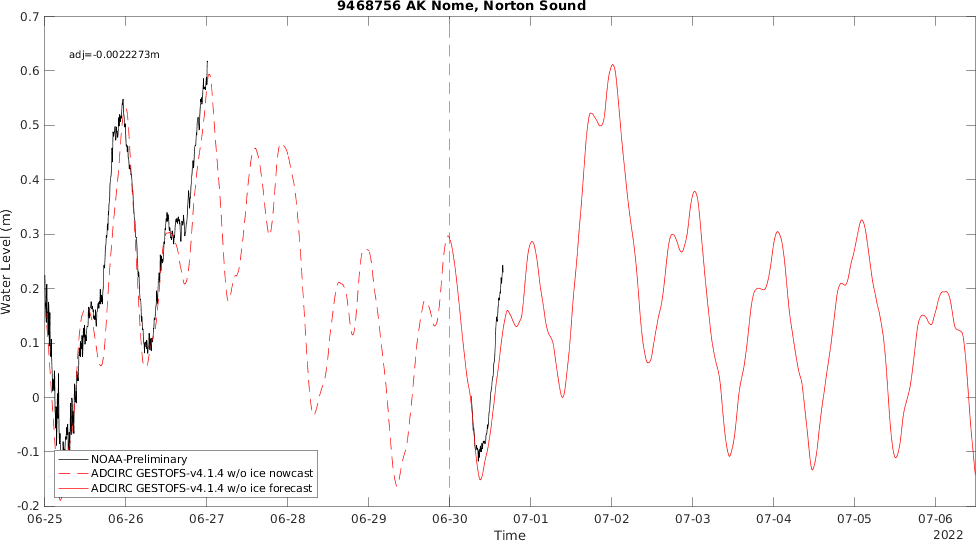 9468756 AK Nome, Norton Sound
adj=-0.0022273m
Water Level (m)
0.7
0.6
0.5
0.4
0.3
0.2
0.1
0
-0.1
-0.2
NOAA-Preliminary
ADCIRC GESTOFS-v4.1.4 w/o ice nowcast
ADCIRC GESTOFS-v4.1.4 w/o ice forecast
06-25 06-26 06-27 06-28 06-29 06-30 07-01 07-02 07-03 07-04 07-05 07-06
Time
2022